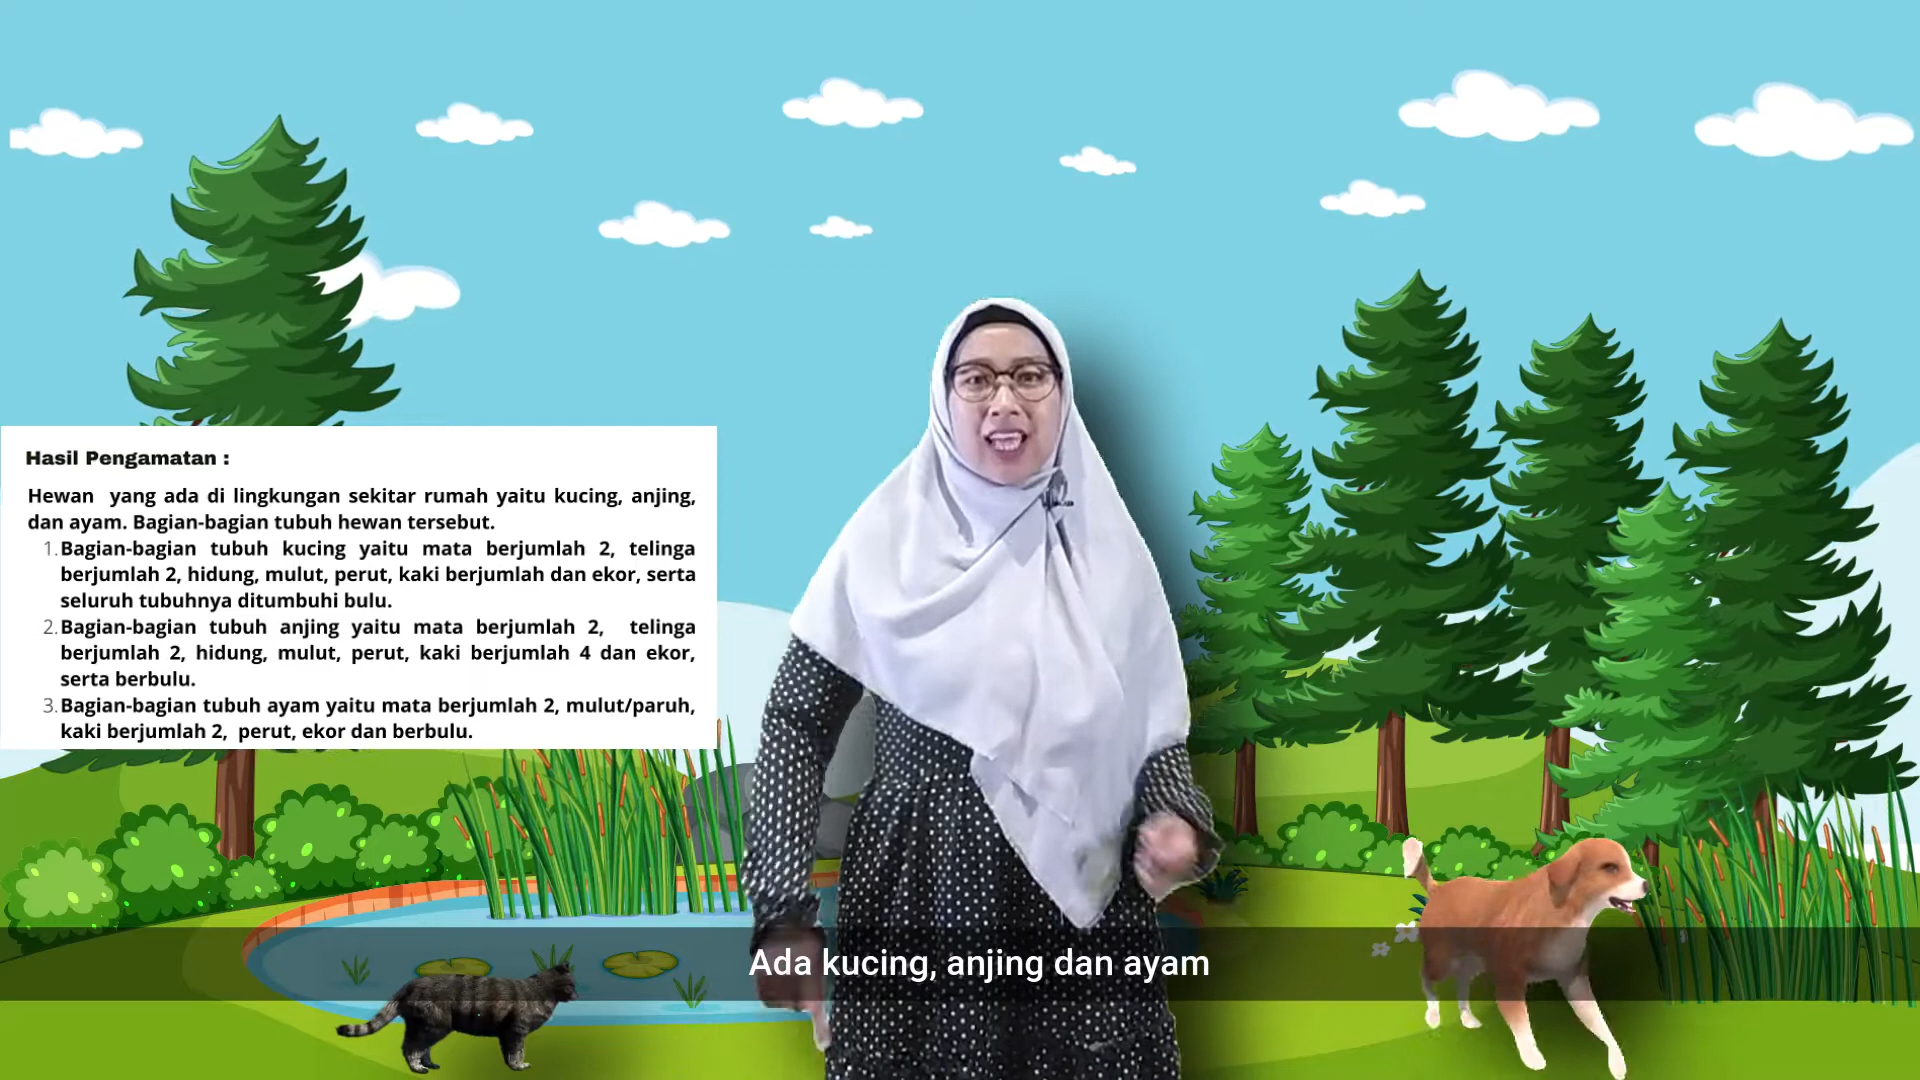 Hasil Pengamatan :
Hewan yang ada di lingkungan sekitar rumah yaitu kucing, anjing,
dan ayam. Bagian-bagian tubuh hewan tersebut.
1. Bagian-bagian tubuh kucing yaitu mata berjumlah 2, telinga
berjumlah 2, hidung, mulut, perut, kaki berjumlah dan ekor, serta
seluruh tubuhnya ditumbuhi bulu.
2. Bagian-bagian tubuh anjing yaitu mata berjumlah 2, telinga
berjumlah 2, hidung, mulut, perut, kaki berjumlah 4 dan ekor,
serta berbulu.
3. Bagian-bagian tubuh ayam yaitu mata berjumlah 2, mulut/paruh,
kaki berjumlah 2, perut, ekor dan berbulu.
Ada kucing, anjing dan ayam